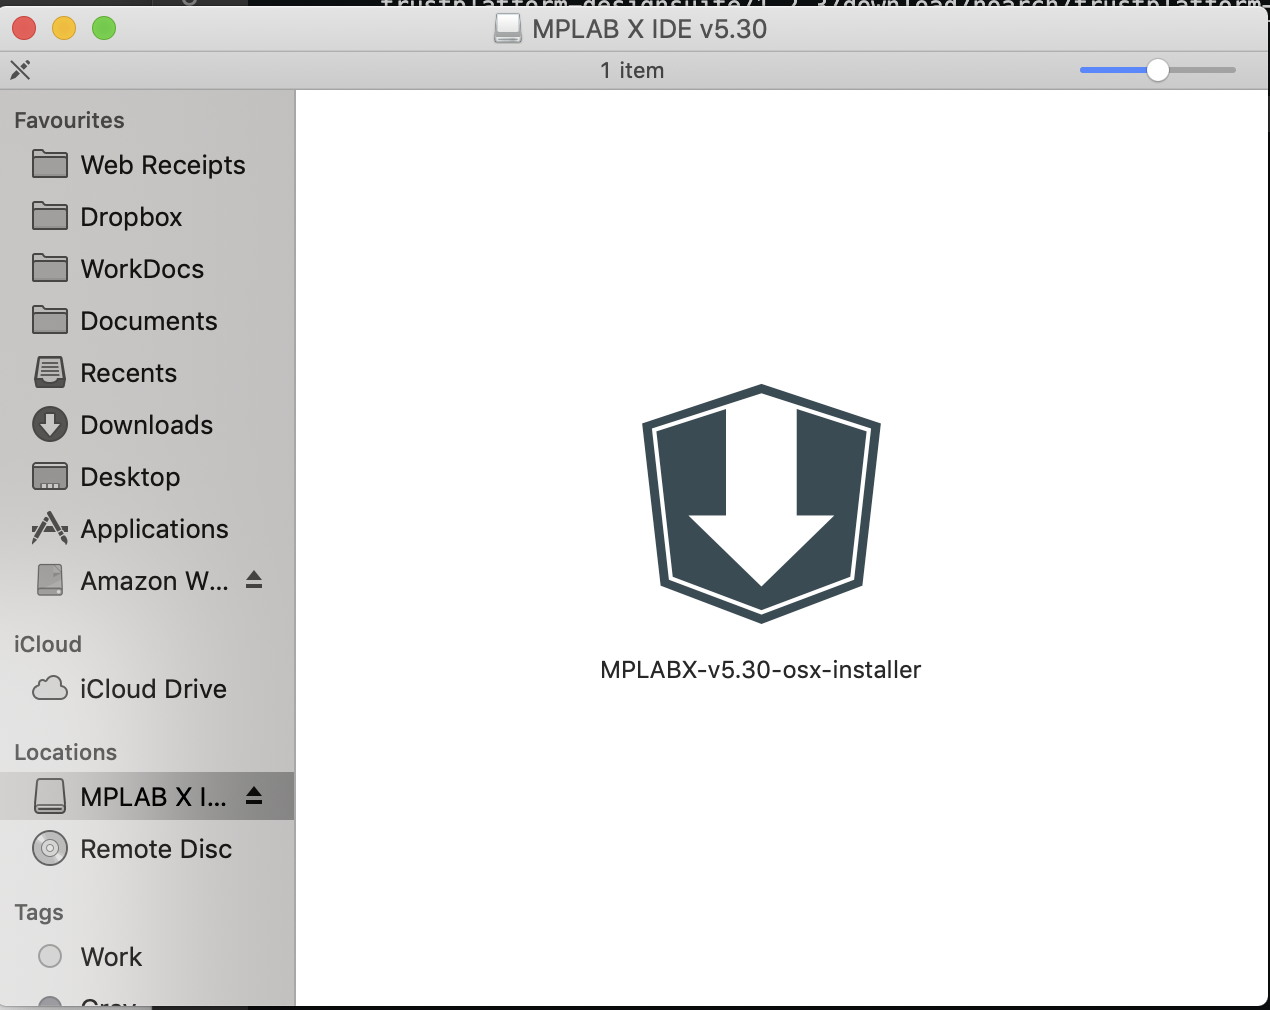 MPLAB X IDE v5.30
1 item
Favourites
Web Receipts
Dropbox
WorkDocs
Documents
Recents
Downloads
Desktop
Applications
Amazon W...
iCloud
iCloud Drive
Locations
MPLAB X I...
Remote Disc
Tags
Work
Gray
MPLABX-v5.30-osx-installer